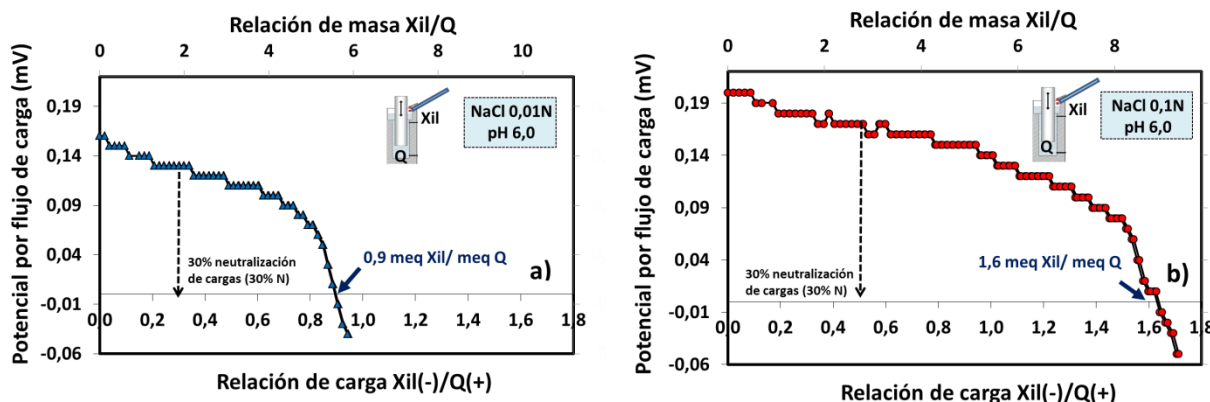 Relación de masa Xil/Q
0 2 4 6 8 10
Potencial por flujo de carga (mV)
0,19
0,14
0,09
0,04
-0,01
-0,06
Xil
Q
NaCl 0,01N
pH 6,0
30% neutralización
de cargas (30% N)
0,9 meq Xil/ meq Q
a)
0,0 0,2 0,4 0,6 0,8 1,0 1,2 1,4 1,6 1,8
Relación de carga Xil(-)/Q(+)
Relación de masa Xil/Q
0 2 4 6 8
Potencial por flujo de carga (mV)
0,19
0,14
0,09
0,04
-0,01
-0,06
Xil
Q
NaCl 0,1N
pH 6,0
30% neutralización
de cargas (30% N)
1,6 meq Xil/ meq Q
b)
0,0 0,2 0,4 0,6 0,8 1,0 1,2 1,4 1,6 1,8
Relación de carga Xil(-)/Q(+)